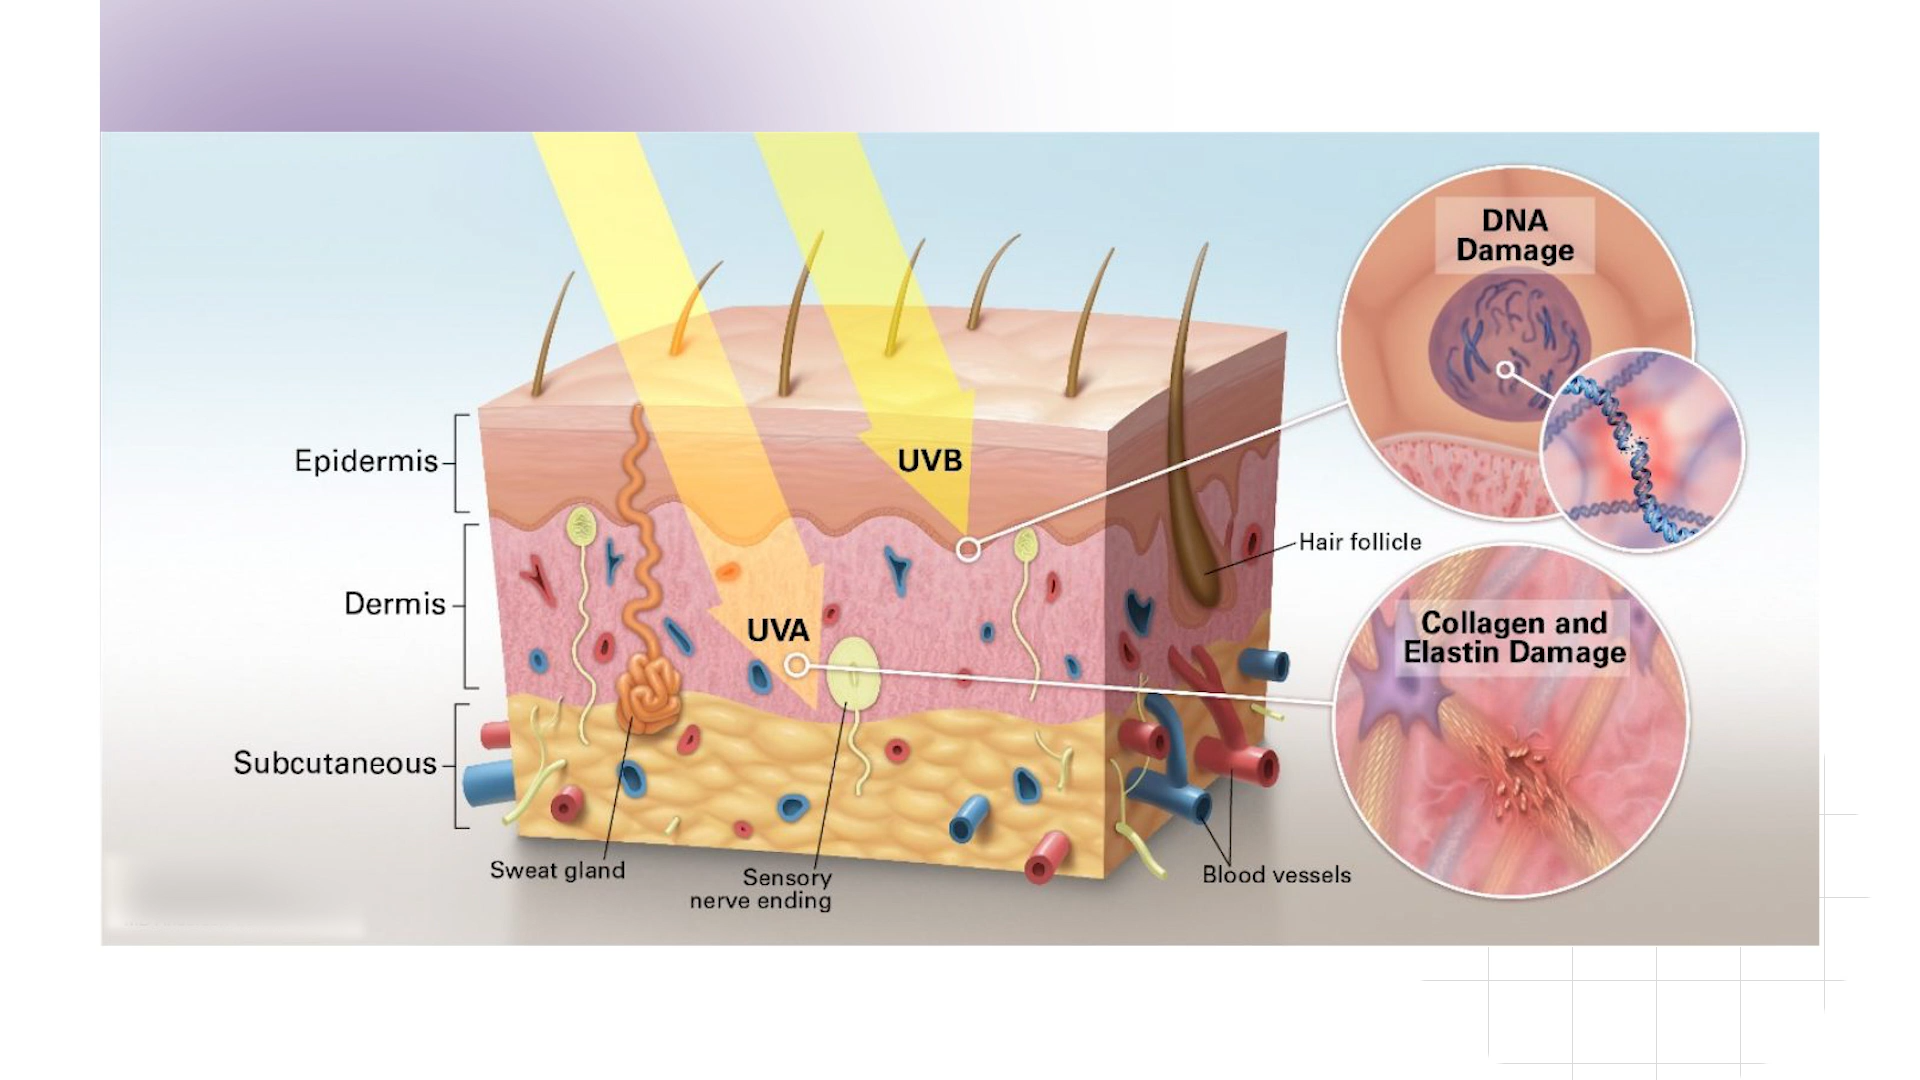 DNA
Damage
UVB
Epidermis
Hair follicle
Dermis
UVA
Collagen and
Elastin Damage
Subcutaneous
Sweat gland
Sensory
nerve ending
Blood vessels